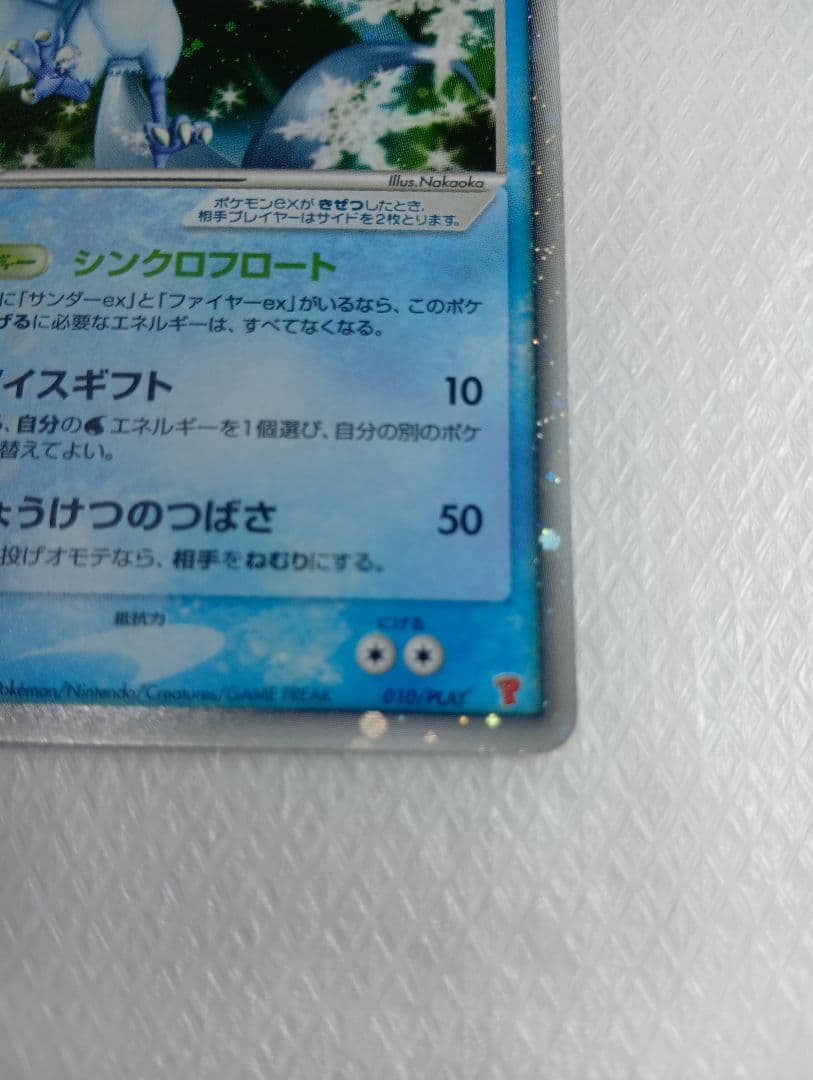 Illus.Nakaoka
ポケモンexが きぜつしたとき、
相手プレイヤーはサイドを2枚とります。
ディー シンクロフロート
に「サンダーex」と「ファイヤーex」がいるなら、このポケ
げるに必要なエネルギーは、すべてなくなる。
イスギフト 10
、自分のエネルギーを1個選び、自分の別のポケ
替えてよい。
ょうけつのつばさ 50
投げオモテなら、相手をねむりにする。
抵抗力 にげる
Pokémon/Nintendo/Creatures/GAME FREAK 010/PLAY P